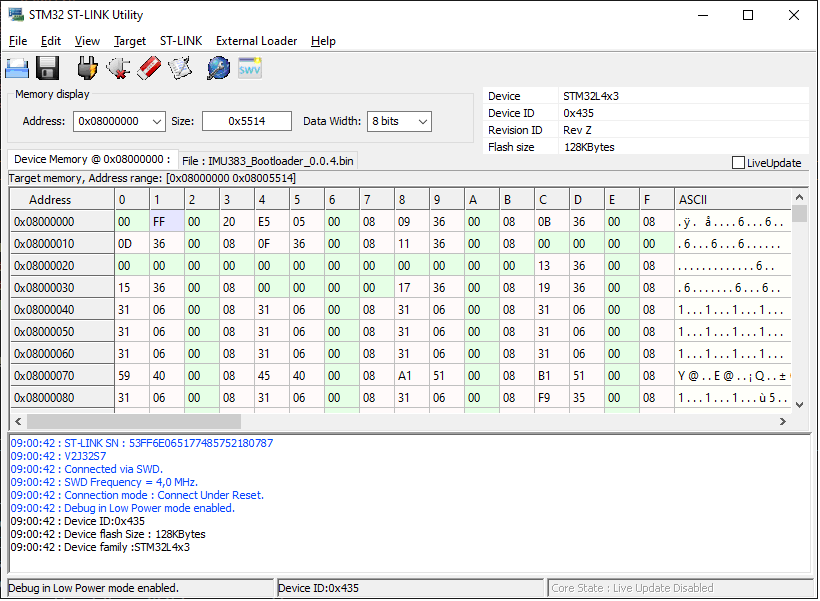 STM32 ST-LINK Utility
File Edit View Target ST-LINK External Loader Help
SWV
Memory display
Address: 0x08000000 Size: 0x5514 Data Width: 8 bits
Device STM32L4x3
Device ID 0x435
Revision ID Rev Z
Flash size 128KBytes
LiveUpdate
Device Memory @ 0x08000000 : File : IMU383_Bootloader_0.0.4.bin
Target memory, Address range: [0x08000000 0x08005514]
Address 0 1 2 3 4 5 6 7 8 9 A B C D E F ASCII
0x08000000 00 FF 00 20 E5 05 00 08 09 36 00 08 0B 36 00 08 .ÿ. å....6...6..
0x08000010 0D 36 00 08 0F 36 00 08 11 36 00 08 00 00 00 00 .6...6...6......
0x08000020 00 00 00 00 00 00 00 00 00 00 00 00 13 36 00 08 .............6..
0x08000030 15 36 00 08 00 00 00 00 17 36 00 08 19 36 00 08 .6.......6...6..
0x08000040 31 06 00 08 31 06 00 08 31 06 00 08 31 06 00 08 1...1...1...1...
0x08000050 31 06 00 08 31 06 00 08 31 06 00 08 31 06 00 08 1...1...1...1...
0x08000060 31 06 00 08 31 06 00 08 31 06 00 08 31 06 00 08 1...1...1...1...
0x08000070 59 40 00 08 45 40 00 08 A1 51 00 08 B1 51 00 08 Y@..E@..¡Q..±
0x08000080 31 06 00 08 31 06 00 08 31 06 00 08 F9 35 00 08 1...1...1...ù5..
09:00:42 : ST-LINK SN : 53FF6E065177485752180787
09:00:42 : V2J32S7
09:00:42 : Connected via SWD.
09:00:42 : SWD Frequency = 4,0 MHz.
09:00:42 : Connection mode : Connect Under Reset.
09:00:42 : Debug in Low Power mode enabled.
09:00:42 : Device ID:0x435
09:00:42 : Device flash Size : 128KBytes
09:00:42 : Device family :STM32L4x3
Debug in Low Power mode enabled. Device ID:0x435 Core State : Live Update Disabled